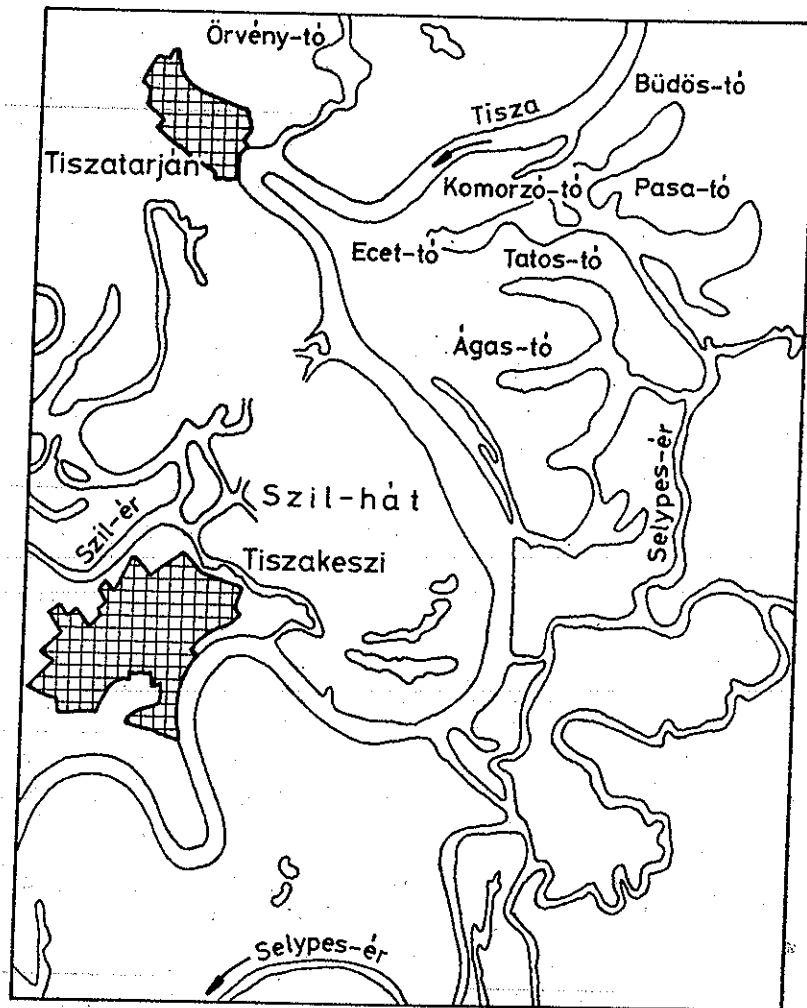 Örvény-tó
Büdös-tó
Tisza
Tiszatarján
Komorzó-tó
Pasa-tó
Ecet-tó
Tatos-tó
Ágas-tó
Selypes-ér
Szil-hát
Szil-ér
Tiszakeszi
Selypes-ér